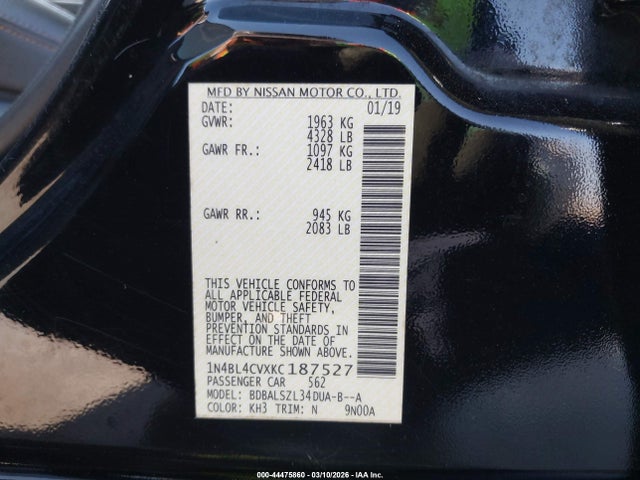 MFD BY NISSAN MOTOR CO., LTD.
DATE: 01/19
GVWR: 1963 KG
4328 LB
GAWR FR.: 1097 KG
2418 LB
GAWR RR.: 945 KG
2083 LB
THIS VEHICLE CONFORMS TO
ALL APPLICABLE FEDERAL
MOTOR VEHICLE SAFETY,
BUMPER, AND THEFT
PREVENTION STANDARDS IN
EFFECT ON THE DATE OF
MANUFACTURE SHOWN ABOVE.
1N4BL4CVXKC187527
PASSENGER CAR 562
MODEL: BDBALSZL34DUA-B--A
COLOR: KH3 TRIM: N 9N00A
000-44475860 - 03/10/2026 - IAA Inc.